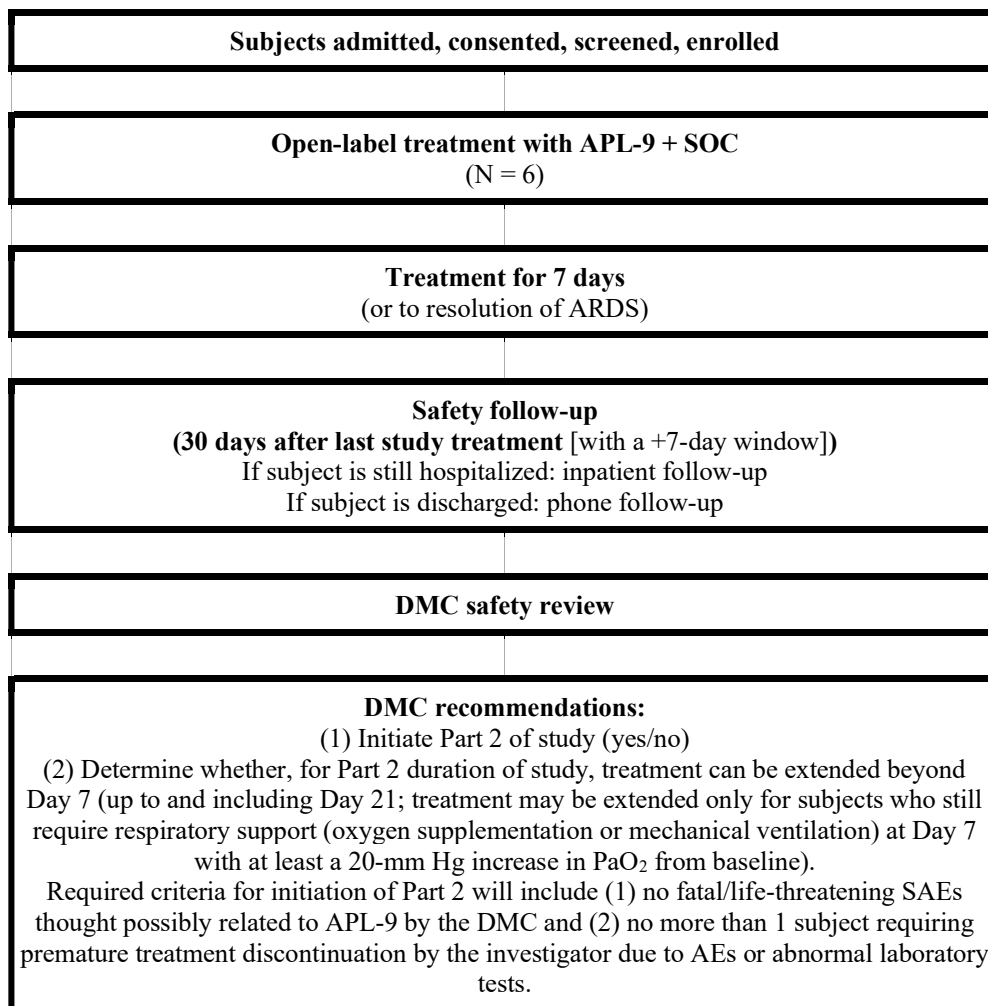 Subjects admitted, consented, screened, enrolled
Open-label treatment with APL-9 + SOC
(N = 6)
Treatment for 7 days
(or to resolution of ARDS)
Safety follow-up
(30 days after last study treatment [with a +7-day window])
If subject is still hospitalized: inpatient follow-up
If subject is discharged: phone follow-up
DMC safety review
DMC recommendations:
(1) Initiate Part 2 of study (yes/no)
(2) Determine whether, for Part 2 duration of study, treatment can be extended beyond
Day 7 (up to and including Day 21; treatment may be extended only for subjects who still
require respiratory support (oxygen supplementation or mechanical ventilation) at Day 7
with at least a 20-mm Hg increase in PaO₂ from baseline).
Required criteria for initiation of Part 2 will include (1) no fatal/life-threatening SAEs
thought possibly related to APL-9 by the DMC and (2) no more than 1 subject requiring
premature treatment discontinuation by the investigator due to AEs or abnormal laboratory
tests.